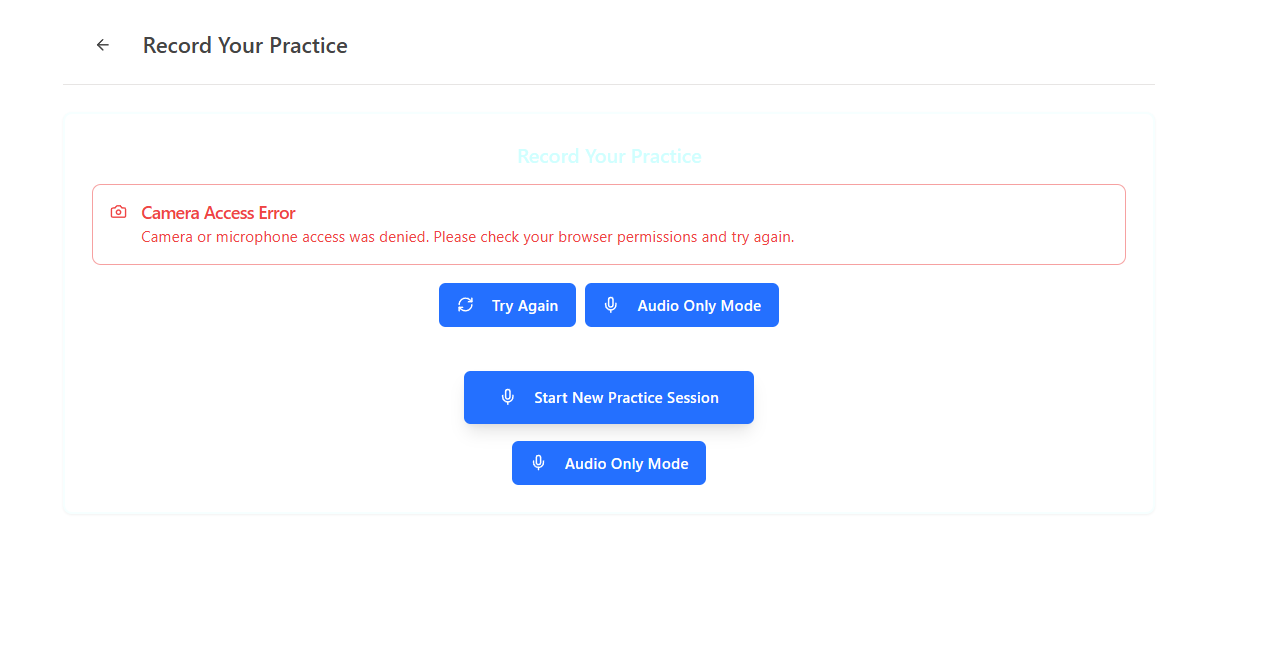 Record Your Practice
Record Your Practice
Camera Access Error
Camera or microphone access was denied. Please check your browser permissions and try again.
Try Again
Audio Only Mode
Start New Practice Session
Audio Only Mode